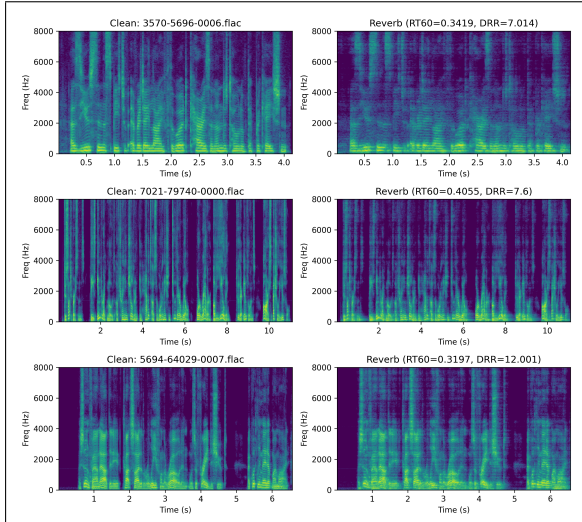 Clean: 3570-5696-0006.flac
Reverb (RT60=0.3419, DRR=7.014)
8000
6000
4000
2000
0
Freq (Hz)
0.5 1.0 1.5 2.0 2.5 3.0 3.5 4.0
Time (s)
8000
6000
4000
2000
0
Freq (Hz)
0.5 1.0 1.5 2.0 2.5 3.0 3.5 4.0
Time (s)
Clean: 7021-79740-0000.flac
Reverb (RT60=0.4055, DRR=7.6)
8000
6000
4000
2000
0
Freq (Hz)
2 4 6 8 10
Time (s)
8000
6000
4000
2000
0
Freq (Hz)
2 4 6 8 10
Time (s)
Clean: 5694-64029-0007.flac
Reverb (RT60=0.3197, DRR=12.001)
8000
6000
4000
2000
0
Freq (Hz)
1 2 3 4 5 6
Time (s)
8000
6000
4000
2000
0
Freq (Hz)
1 2 3 4 5 6
Time (s)